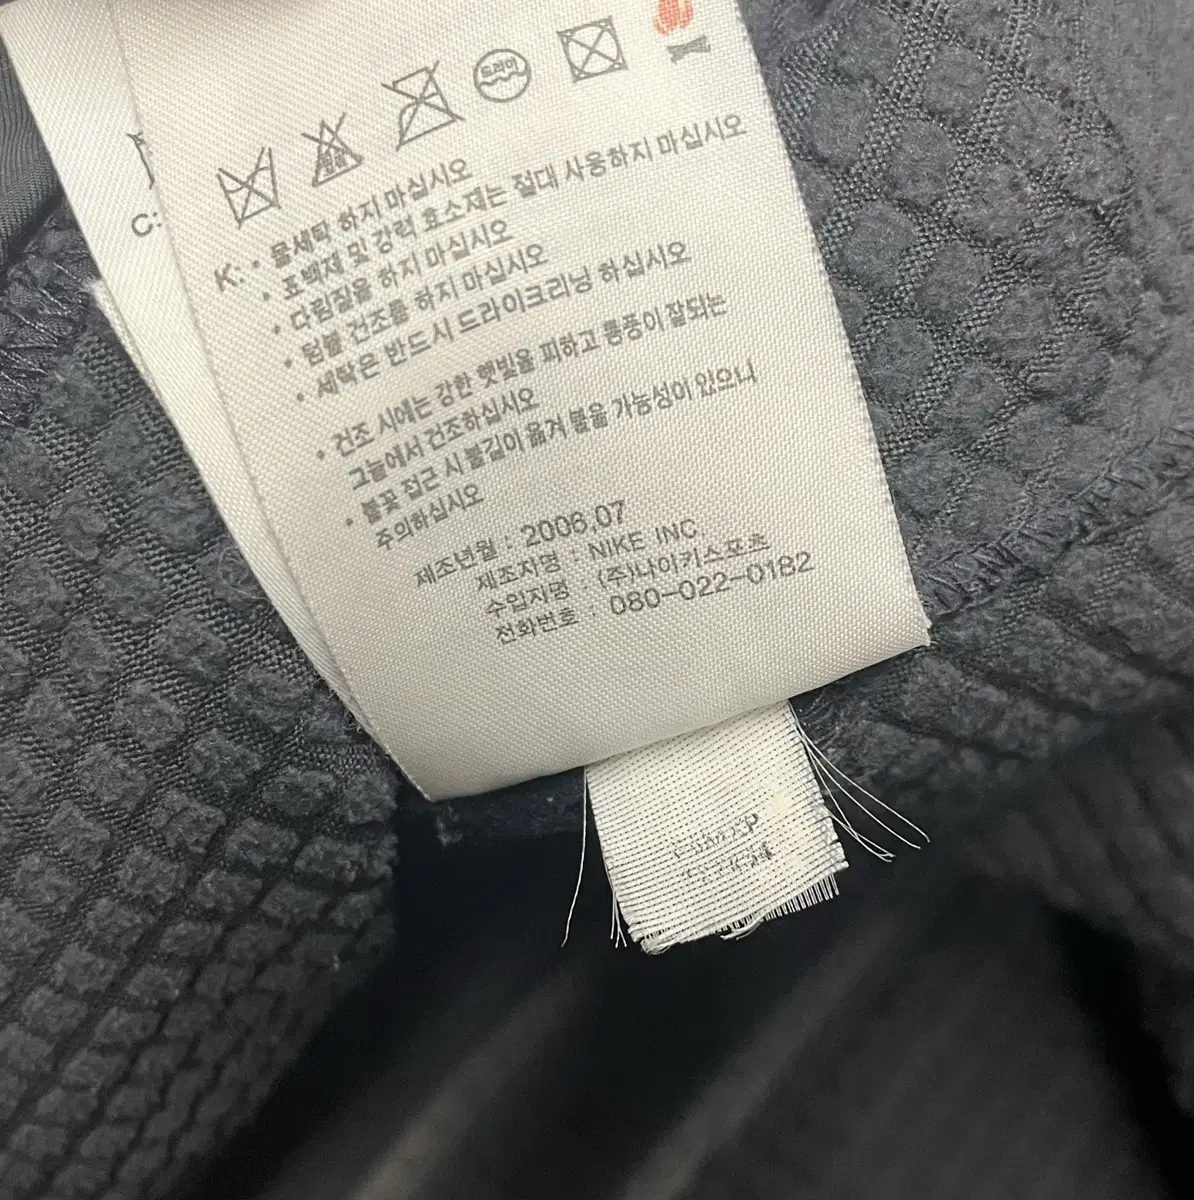 드라이
C:
K: • 물세탁 하지 마십시오
• 표백제 및 강력 효소제는 절대 사용하지 마십시오
• 다림질을 하지 마십시오
• 텀블 건조를 하지 마십시오
• 세탁은 반드시 드라이크리닝 하십시오
• 건조 시에는 강한 햇빛을 피하고 통풍이 잘되는
그늘에서 건조하십시오
• 불꽃 접근 시 불길이 옮겨 붙을 가능성이 있으니
주의하십시오
제조년월 : 2006.07
제조자명 : NIKE INC.
수입자명 : (주)나이키스포츠
전화번호 : 080-022-0182